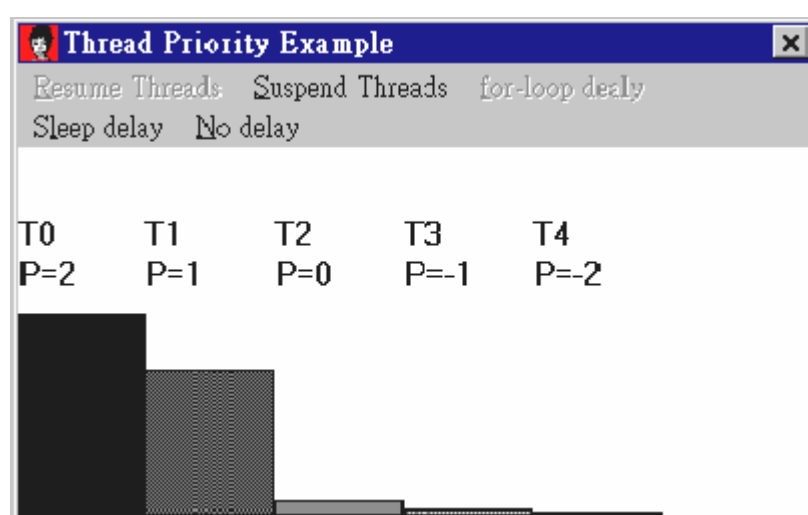 Thread Priority Example
Resume Threads Suspend Threads for-loop dealy
Sleep delay No delay
T0 T1 T2 T3 T4
P=2 P=1 P=0 P=-1 P=-2